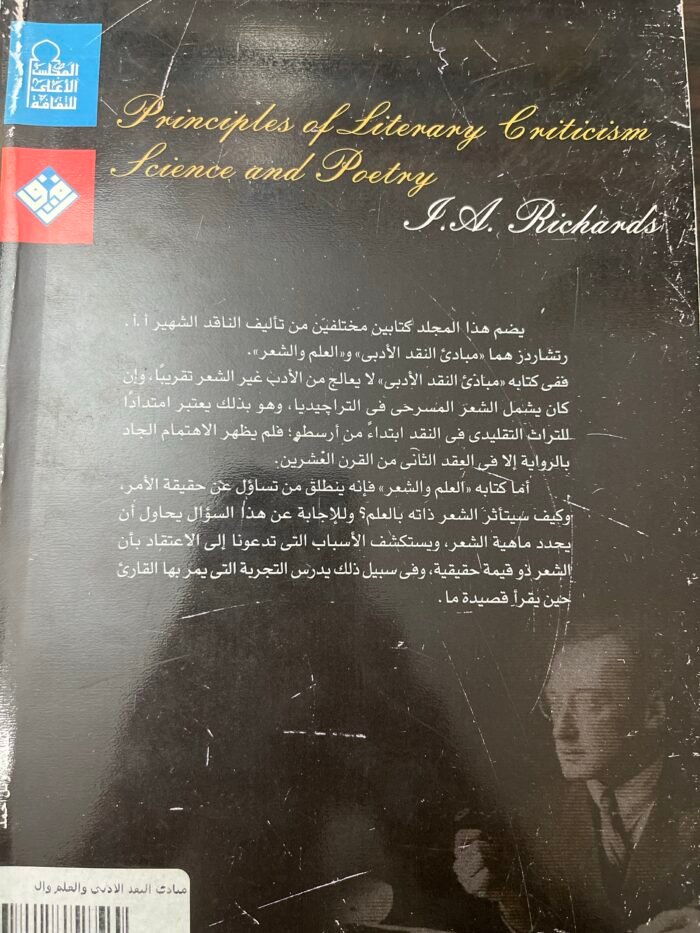 المجلس
الأعلى
للثقافة
Principles of Literary Criticism
Science and Poetry
I.A. Richards
يضم هذا المجلد كتابين مختلفين من تأليف الناقد الشهير أ.أ.
رتشاردز هما «مبادئ النقد الأدبى» و«العلم والشعر».
ففى كتابه «مبادئ النقد الأدبى» لا يعالج من الأدب غير الشعر تقريبًا، وإن
كان يشمل الشعر المسرحى فى التراجيديا، وهو بذلك يعتبر امتدادًا
للتراث التقليدى فى النقد ابتداءً من أرسطو؛ فلم يظهر الاهتمام الجاد
بالرواية إلا فى العقد الثانى من القرن العشرين.
أما كتابه «العلم والشعر» فإنه ينطلق من تساؤل عن حقيقة الأمر،
وكيف سيتأثر الشعر ذاته بالعلم؟ وللإجابة عن هذا السؤال يحاول أن
يحدد ماهية الشعر، ويستكشف الأسباب التى تدعونا إلى الاعتقاد بأن
الشعر ذو قيمة حقيقية، وفى سبيل ذلك يدرس التجربة التى يمر بها القارئ
حين يقرأ قصيدة ما.
مبادئ النقد الادبي والعلم وال